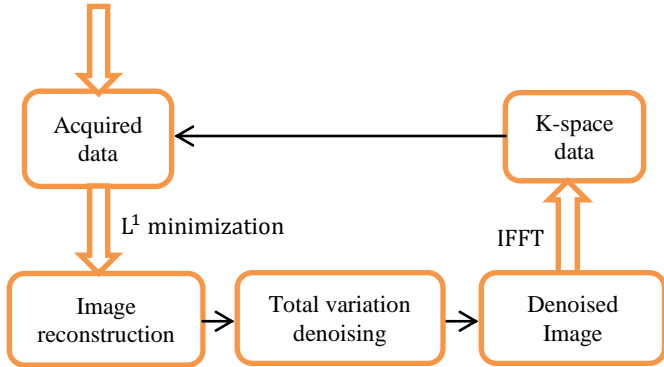 Acquired
data
K-space
data
L¹ minimization
IFFT
Image
reconstruction
Total variation
denoising
Denoised
Image